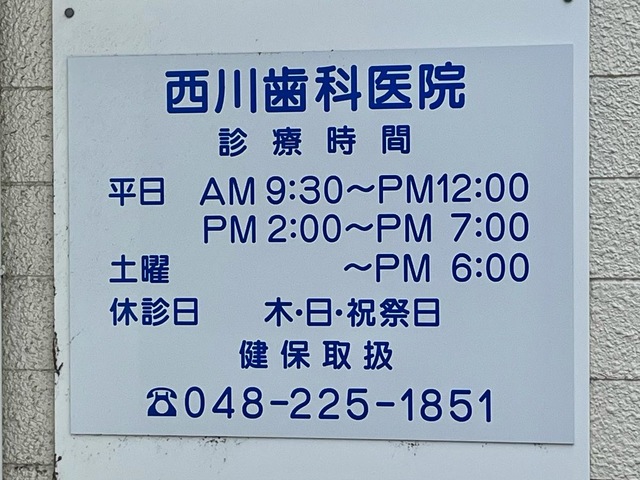 西川歯科医院
診療時間
平日 AM 9:30〜PM12:00
PM 2:00〜PM 7:00
土曜 〜PM 6:00
休診日 木・日・祝祭日
健保取扱
☎048-225-1851